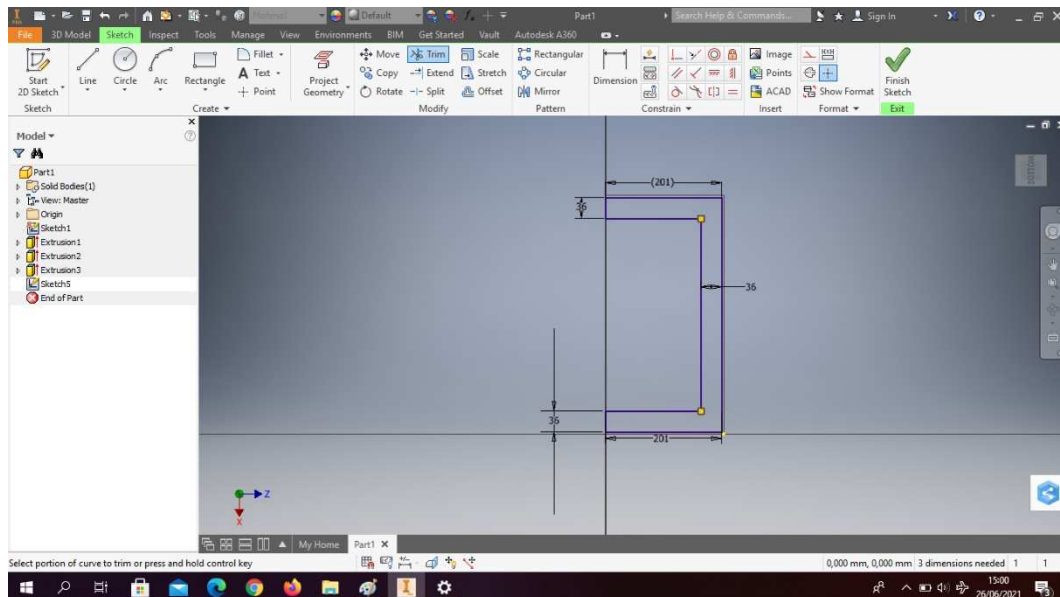 PRO
Material
Default
Part1
Search Help & Commands...
Sign In
File 3D Model Sketch Inspect Tools Manage View Environments BIM Get Started Vault Autodesk A360
Start
2D Sketch
Line
Circle
Arc
Rectangle
Fillet
Text
Point
Project
Geometry
Move
Trim
Scale
Copy
Extend
Stretch
Rotate
Split
Offset
Rectangular
Circular
Mirror
Dimension
Image
Points
ACAD
Show Format
Finish
Sketch
Sketch Create Modify Pattern Constrain Insert Format Exit
Model
Part1
Solid Bodies(1)
View: Master
Origin
Sketch1
Extrusion1
Extrusion2
Extrusion3
Sketch5
End of Part
BOTTOM
(201)
36
36
36
201
Z
X
My Home Part1
Select portion of curve to trim or press and hold control key
0,000 mm, 0,000 mm 3 dimensions needed 1 1
15:00
26/06/2021
3